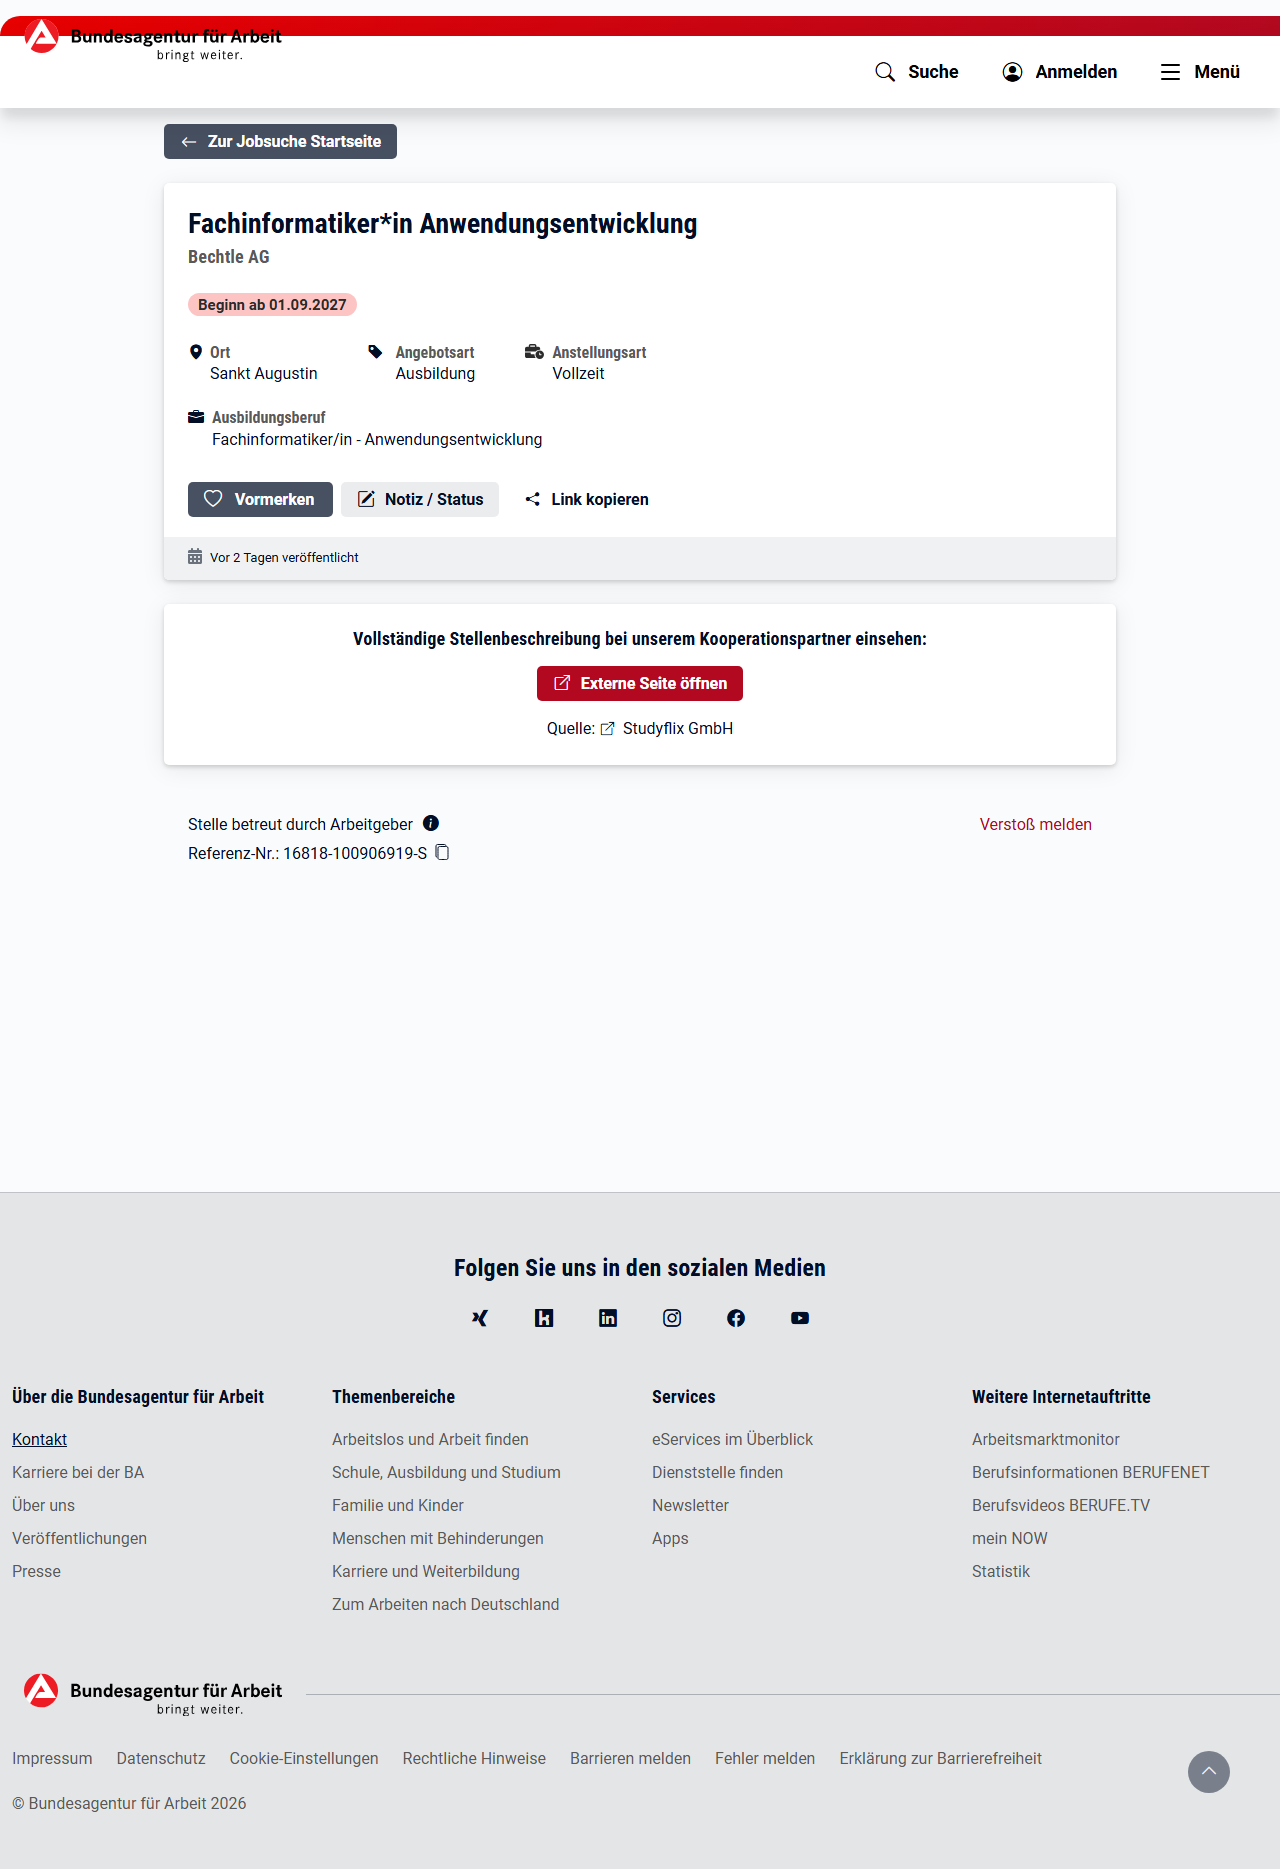 Bundesagentur für Arbeit
bringt weiter.
Suche
Anmelden
Menü
Zur Jobsuche Startseite
Fachinformatiker*in Anwendungsentwicklung
Bechtle AG
Beginn ab 01.09.2027
Ort
Sankt Augustin
Angebotsart
Ausbildung
Anstellungsart
Vollzeit
Ausbildungsberuf
Fachinformatiker/in - Anwendungsentwicklung
Vormerken
Notiz / Status
Link kopieren
Vor 2 Tagen veröffentlicht
Vollständige Stellenbeschreibung bei unserem Kooperationspartner einsehen:
Externe Seite öffnen
Quelle: Studyflix GmbH
Stelle betreut durch Arbeitgeber
Verstoß melden
Referenz-Nr.: 16818-100906919-S
Folgen Sie uns in den sozialen Medien
Über die Bundesagentur für Arbeit
Kontakt
Karriere bei der BA
Über uns
Veröffentlichungen
Presse
Themenbereiche
Arbeitslos und Arbeit finden
Schule, Ausbildung und Studium
Familie und Kinder
Menschen mit Behinderungen
Karriere und Weiterbildung
Zum Arbeiten nach Deutschland
Services
eServices im Überblick
Dienststelle finden
Newsletter
Apps
Weitere Internetauftritte
Arbeitsmarktmonitor
Berufsinformationen BERUFENET
Berufsvideos BERUFE.TV
mein NOW
Statistik
Bundesagentur für Arbeit
bringt weiter.
Impressum Datenschutz Cookie-Einstellungen Rechtliche Hinweise Barrieren melden Fehler melden Erklärung zur Barrierefreiheit
© Bundesagentur für Arbeit 2026